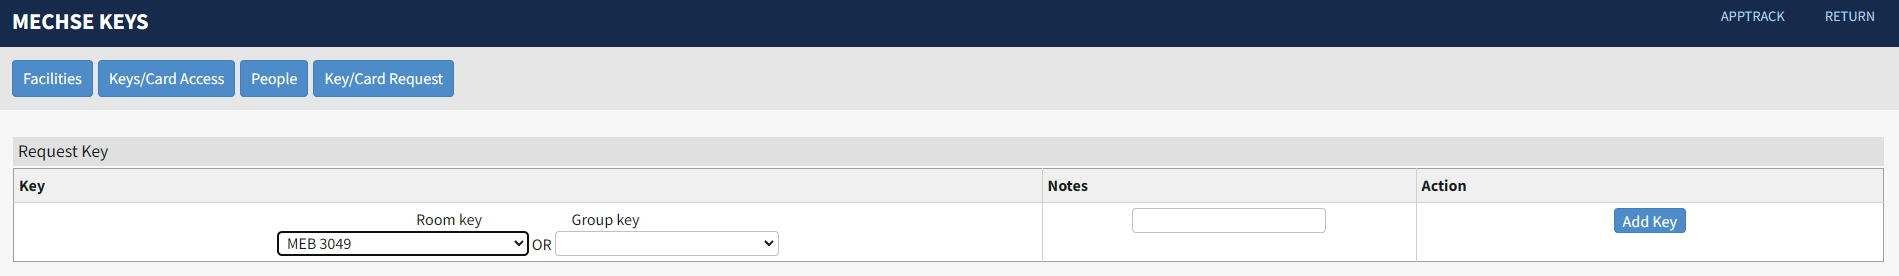 MECHSE KEYS
APPTRACK RETURN
Facilities Keys/Card Access People Key/Card Request
Request Key
Key Notes Action
Room key Group key
MEB 3049 OR Add Key